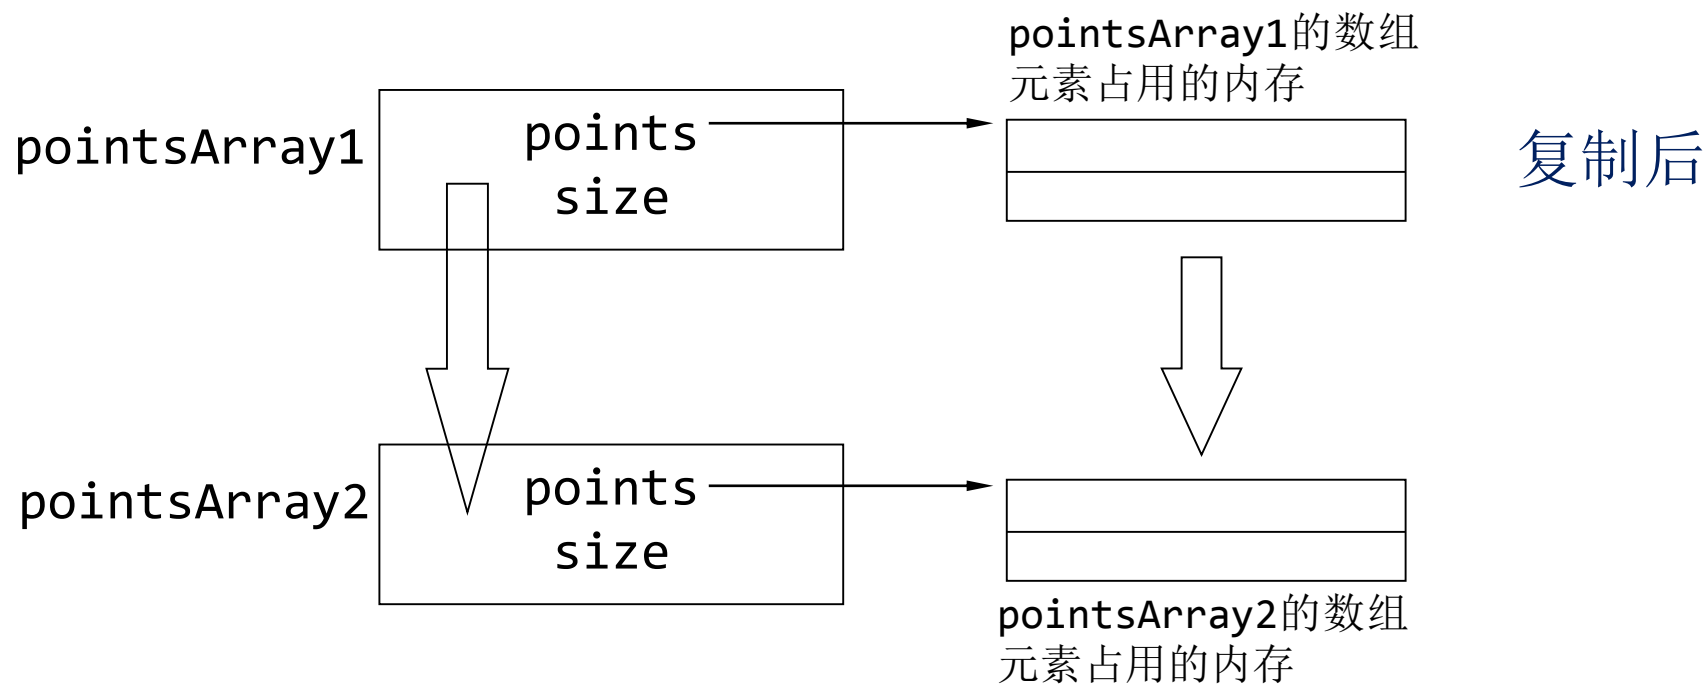 pointsArray1的数组
元素占用的内存
pointsArray1
points
size
复制后
pointsArray2
points
size
pointsArray2的数组
元素占用的内存